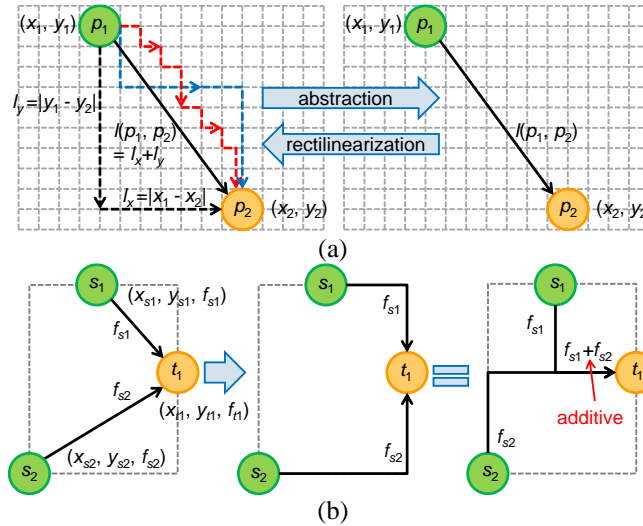 (x1, y1)
p1
ly=|y1 - y2|
l(p1, p2)
= lx+ly
lx=|x1 - x2|
p2
(x2, y2)
abstraction
rectilinearization
(x1, y1)
p1
l(p1, p2)
p2
(x2, y2)
(a)
s1
(xs1, ys1, fs1)
fs1
t1
fs2
(xt1, yt1, ft1)
(xs2, ys2, fs2)
s2
s1
fs1
t1
fs2
s2
s1
fs1
fs1+fs2
t1
additive
fs2
s2
(b)